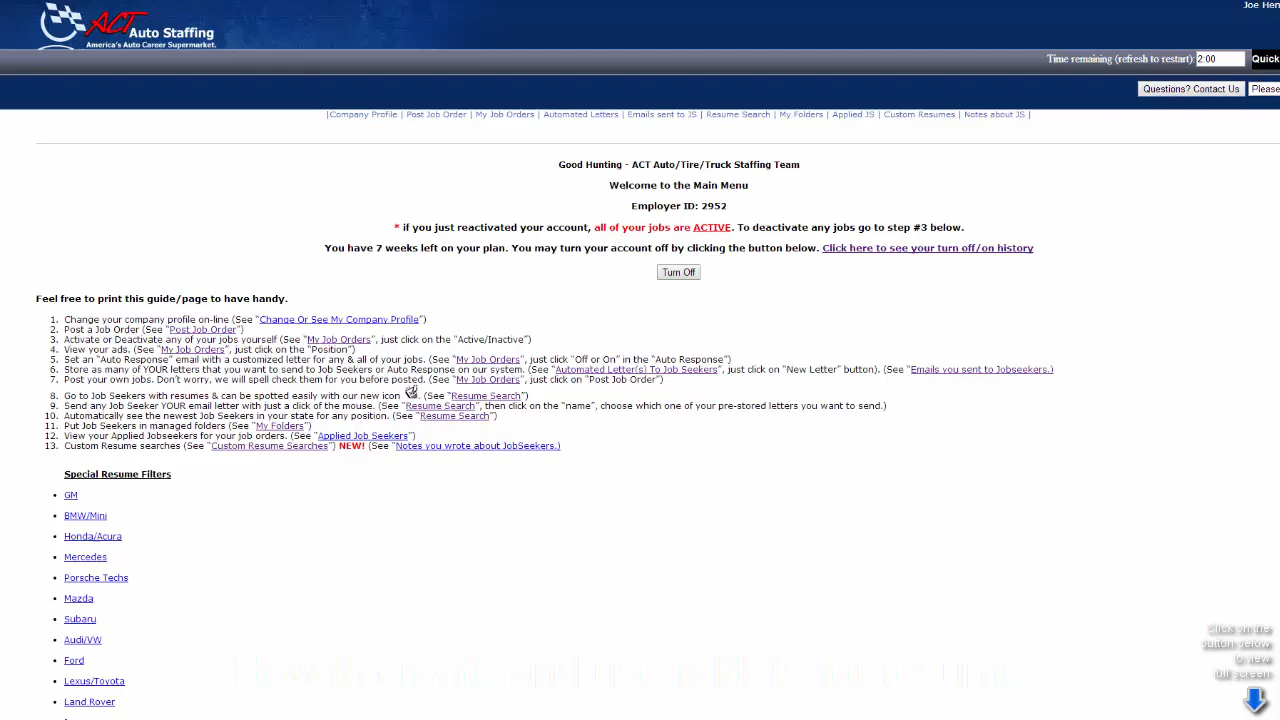 Joe Hen
ACT Auto Staffing
America's Auto Career Supermarket.
Time remaining (refresh to restart): 2:00 Quick
Questions? Contact Us Please
|Company Profile | Post Job Order | My Job Orders | Automated Letters | Emails sent to JS | Resume Search | My Folders | Applied JS | Custom Resumes | Notes about JS |
Good Hunting - ACT Auto/Tire/Truck Staffing Team
Welcome to the Main Menu
Employer ID: 2952
* if you just reactivated your account, all of your jobs are ACTIVE. To deactivate any jobs go to step #3 below.
You have 7 weeks left on your plan. You may turn your account off by clicking the button below. Click here to see your turn off/on history
Turn Off
Feel free to print this guide/page to have handy.
1. Change your company profile on-line (See "Change Or See My Company Profile")
2. Post a Job Order (See "Post Job Order")
3. Activate or Deactivate any of your jobs yourself (See "My Job Orders", just click on the "Active/Inactive")
4. View your ads. (See "My Job Orders", just click on the "Position")
5. Set an "Auto Response" email with a customized letter for any & all of your jobs. (See "My Job Orders", just click "Off or On" in the "Auto Response")
6. Store as many of YOUR letters that you want to send to Job Seekers or Auto Response on our system. (See "Automated Letter(s) To Job Seekers", just click on "New Letter" button). (See "Emails you sent to Jobseekers.)
7. Post your own jobs. Don't worry, we will spell check them for you before posted. (See "My Job Orders", just click on "Post Job Order")
8. Go to Job Seekers with resumes & can be spotted easily with our new icon . (See "Resume Search")
9. Send any Job Seeker YOUR email letter with just a click of the mouse. (See "Resume Search", then click on the "name", choose which one of your pre-stored letters you want to send.)
10. Automatically see the newest Job Seekers in your state for any position. (See "Resume Search")
11. Put Job Seekers in managed folders (See "My Folders")
12. View your Applied Jobseekers for your job orders. (See "Applied Job Seekers")
13. Custom Resume searches (See "Custom Resume Searches") NEW! (See "Notes you wrote about JobSeekers.)
Special Resume Filters
• GM
• BMW/Mini
• Honda/Acura
• Mercedes
• Porsche Techs
• Mazda
• Subaru
• Audi/VW
• Ford
• Lexus/Toyota
• Land Rover
Click on the
button below
to view
full screen